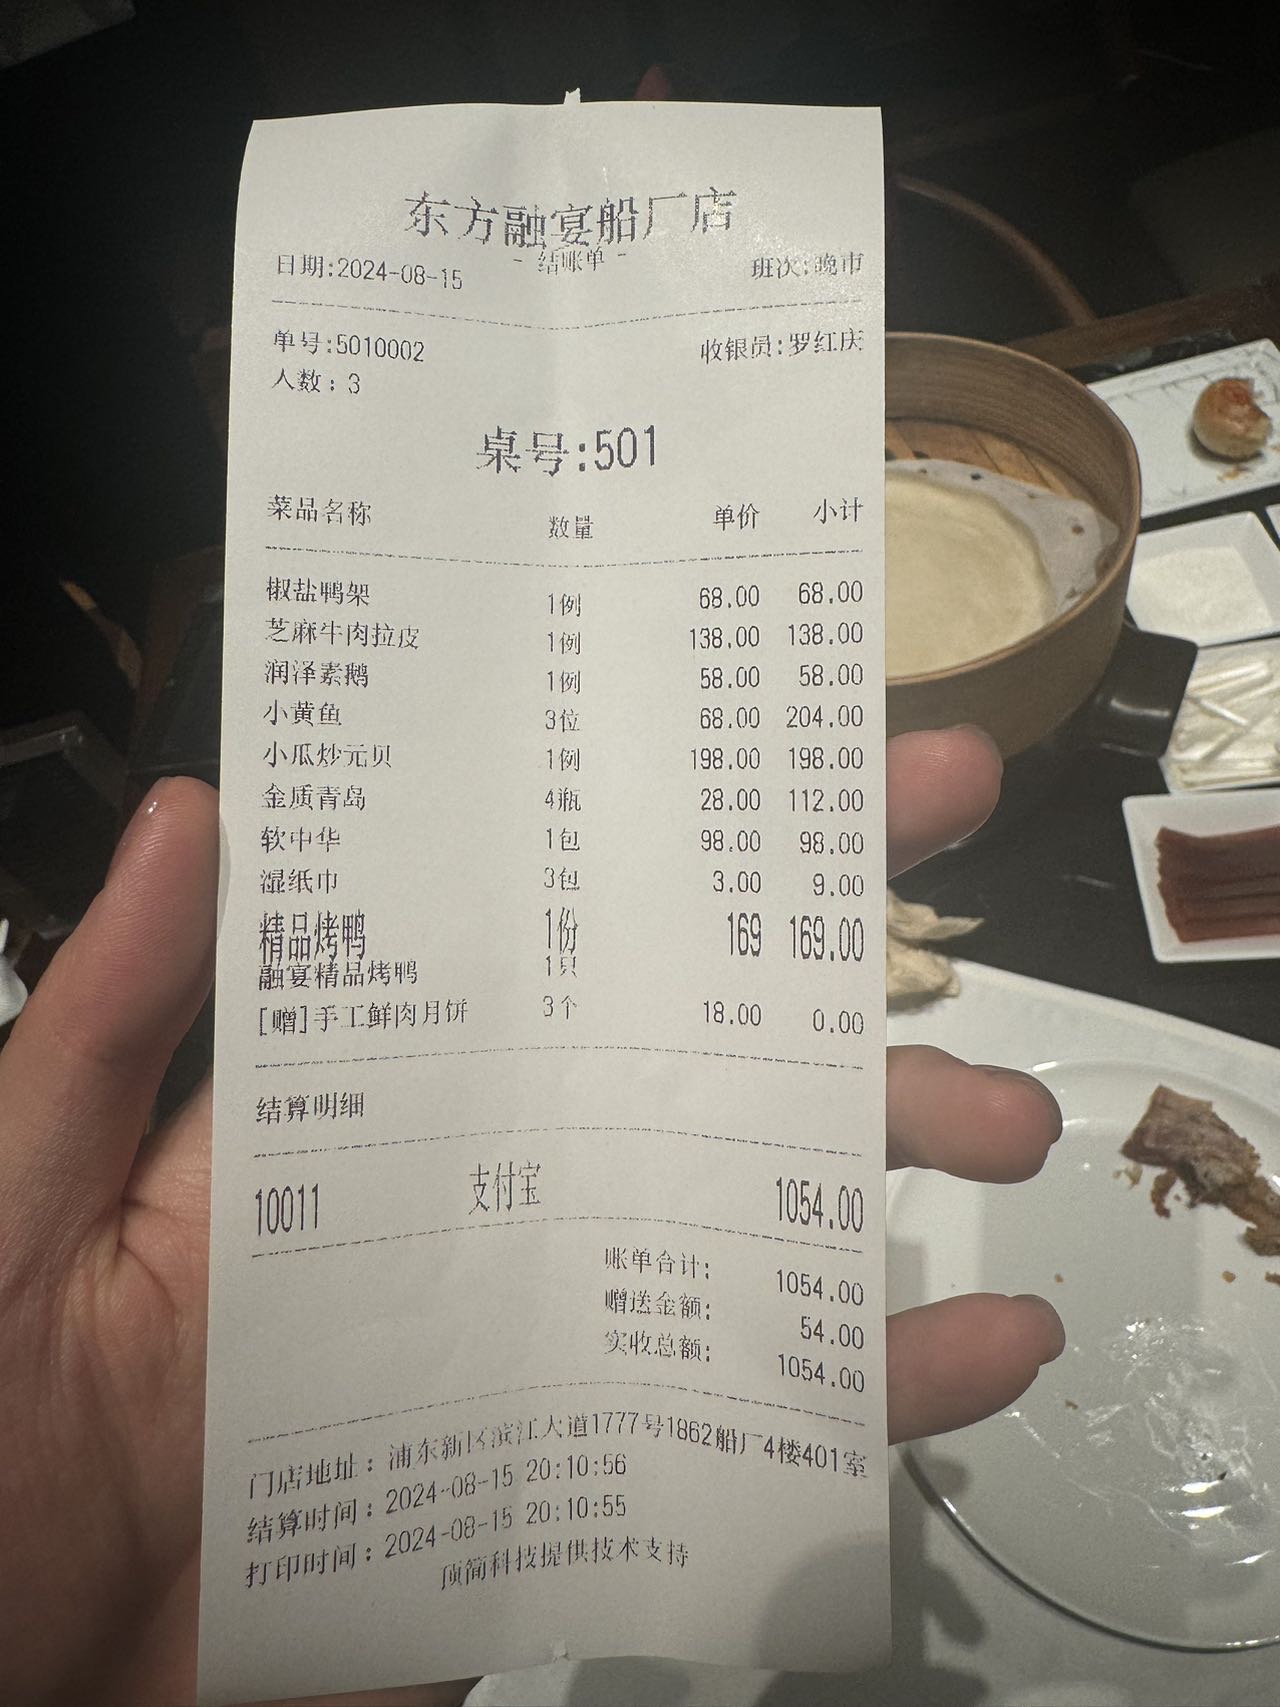 东方融宴船厂店
- 结账单 -
日期:2024-08-15 班次:晚市
单号:5010002 收银员:罗红庆
人数: 3
桌号:501
菜品名称 数量 单价 小计
椒盐鸭架 1例 68.00 68.00
芝麻牛肉拉皮 1例 138.00 138.00
润泽素鹅 1例 58.00 58.00
小黄鱼 3位 68.00 204.00
小瓜炒元贝 1例 198.00 198.00
金质青岛 4瓶 28.00 112.00
软中华 1包 98.00 98.00
湿纸巾 3包 3.00 9.00
精品烤鸭 1份 169 169.00
融宴精品烤鸭 1只
[赠]手工鲜肉月饼 3个 18.00 0.00
结算明细
10011 支付宝 1054.00
账单合计: 1054.00
赠送金额: 54.00
实收总额: 1054.00
门店地址: 浦东新区滨江大道1777号1862船厂4楼401室
结算时间: 2024-08-15 20:10:56
打印时间: 2024-08-15 20:10:55
顶简科技提供技术支持